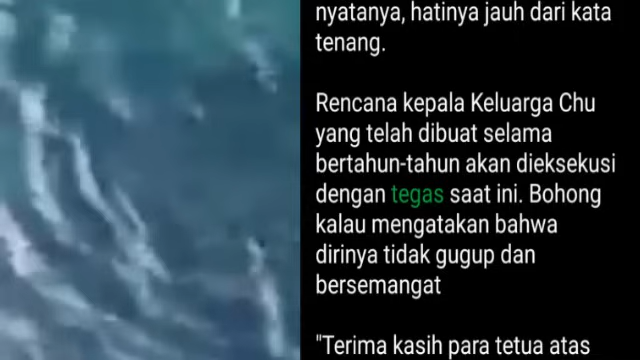 nyatanya, hatinya jauh dari kata
tenang.
Rencana kepala Keluarga Chu
yang telah dibuat selama
bertahun-tahun akan dieksekusi
dengan tegas saat ini. Bohong
kalau mengatakan bahwa
dirinya tidak gugup dan
bersemangat
"Terima kasih para tetua atas